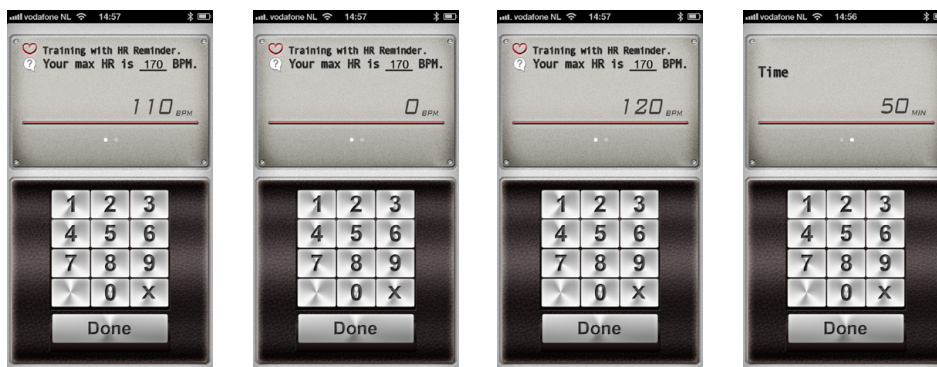 vodafone NL 14:57
Training with HR Reminder.
? Your max HR is 170 BPM.
110 BPM
1 2 3
4 5 6
7 8 9
0 X
Done
vodafone NL 14:57
Training with HR Reminder.
? Your max HR is 170 BPM.
0 BPM
1 2 3
4 5 6
7 8 9
0 X
Done
vodafone NL 14:57
Training with HR Reminder.
? Your max HR is 170 BPM.
120 BPM
1 2 3
4 5 6
7 8 9
0 X
Done
vodafone NL 14:56
Time
50 MIN
1 2 3
4 5 6
7 8 9
0 X
Done